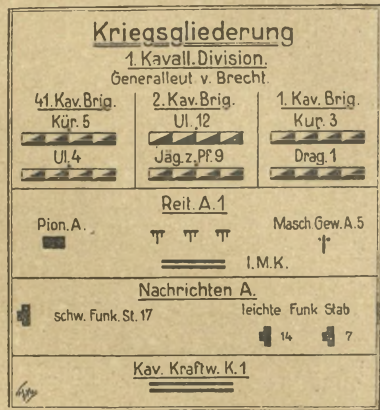 Kriegsgliederung
1. Kavall. Division.
Generalleut. v. Brecht.
41. Kav. Brig. 2. Kav. Brig. 1. Kav. Brig.
Kür. 5 Ul. 12 Kur. 3
Ul. 4 Jäg. z. Pf. 9 Drag. 1
Reit. A. 1
Pion. A. Masch. Gew. A. 5
I. M. K.
Nachrichten A.
schw. Funk. St. 17 leichte Funk Stab
14 7
Kav. Kraftw. K. 1